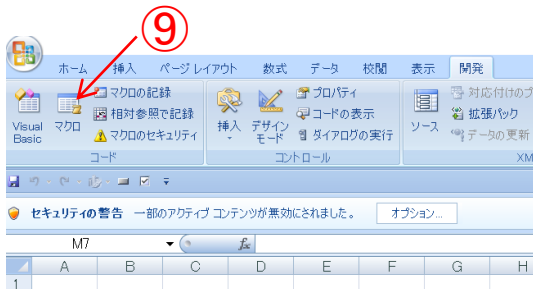 ⑨
ホーム 挿入 ページ レイアウト 数式 データ 校閲 表示 開発
Visual Basic
マクロ
マクロの記録
相対参照で記録
マクロのセキュリティ
コード
挿入
デザイン モード
プロパティ
コードの表示
ダイアログの実行
コントロール
ソース
対応付けのプ
拡張パック
データの更新
XM
セキュリティの警告 一部のアクティブ コンテンツが無効にされました。 オプション...
M7 fx
A B C D E F G H
1